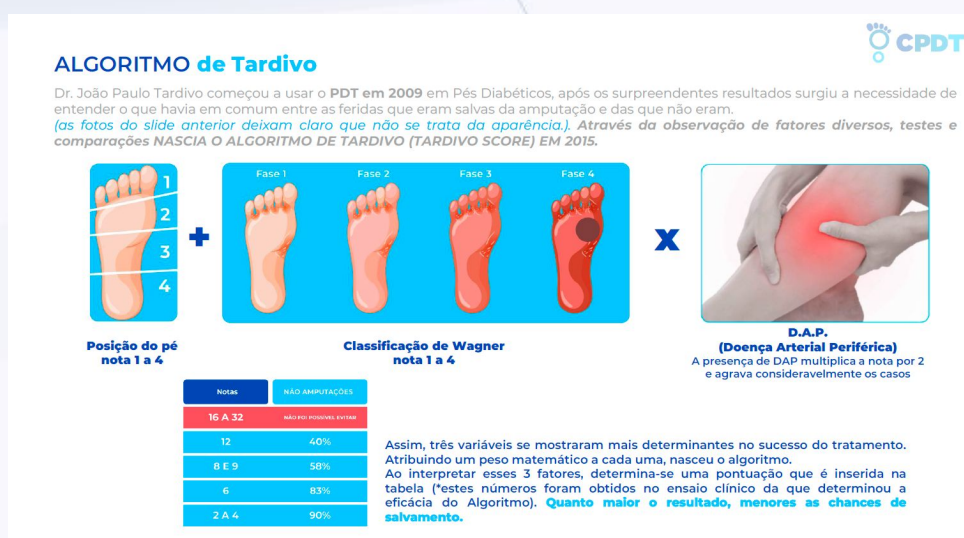 CPDT
ALGORITMO de Tardivo
Dr. João Paulo Tardivo começou a usar o PDT em 2009 em Pés Diabéticos, após os surpreendentes resultados surgiu a necessidade de
entender o que havia em comum entre as feridas que eram salvas da amputação e das que não eram.
(as fotos do slide anterior deixam claro que não se trata da aparência.). Através da observação de fatores diversos, testes e
comparações NASCIA O ALGORITMO DE TARDIVO (TARDIVO SCORE) EM 2015.
1
2
3
4
+
Fase 1
Fase 2
Fase 3
Fase 4
X
Posição do pé
nota 1 a 4
Classificação de Wagner
nota 1 a 4
D.A.P.
(Doença Arterial Periférica)
A presença de DAP multiplica a nota por 2
e agrava consideravelmente os casos
Notas NÃO AMPUTAÇÕES
16 A 32 NÃO FOI POSSÍVEL EVITAR
12 40%
8 E 9 58%
6 83%
2 A 4 90%
Assim, três variáveis se mostraram mais determinantes no sucesso do tratamento.
Atribuindo um peso matemático a cada uma, nasceu o algoritmo.
Ao interpretar esses 3 fatores, determina-se uma pontuação que é inserida na
tabela (*estes números foram obtidos no ensaio clínico da que determinou a
eficácia do Algoritmo). Quanto maior o resultado, menores as chances de
salvamento.